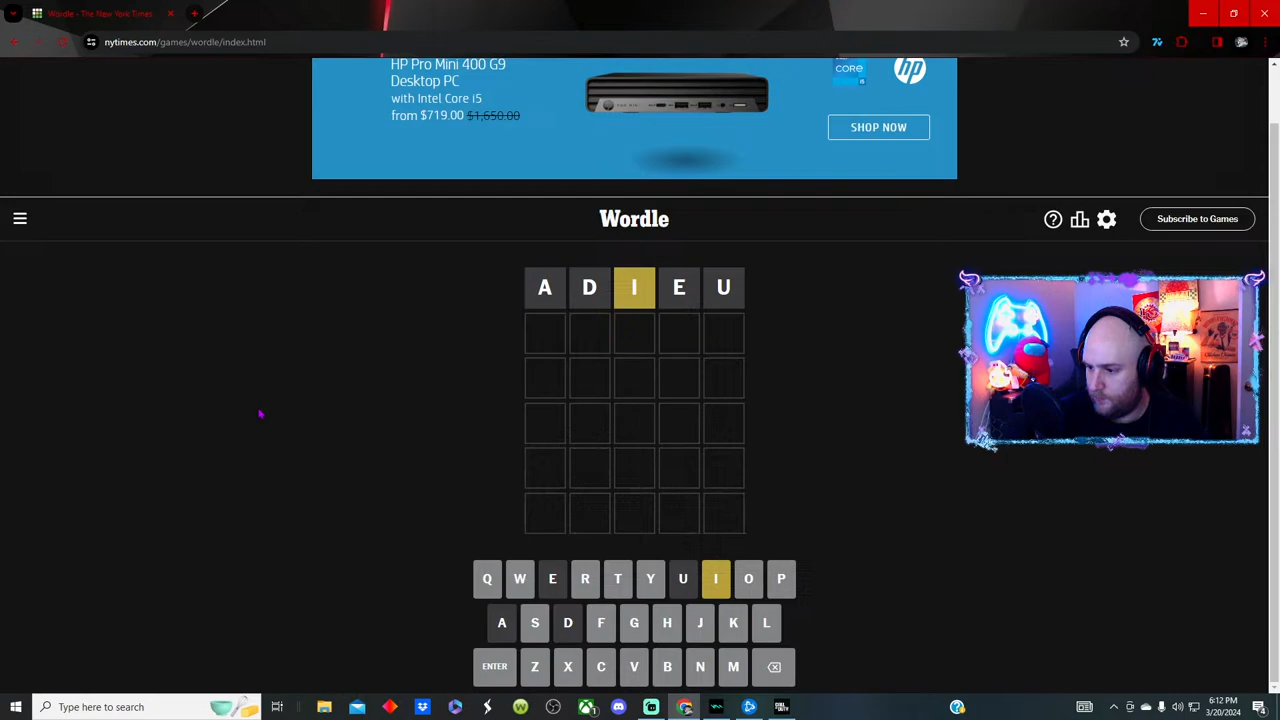 Wordle - The New York Times
nytimes.com/games/wordle/index.html
HP Pro Mini 400 G9
Desktop PC
with Intel Core i5
from $719.00 $1,650.00
CORE
i5
hp
SHOP NOW
Wordle
Subscribe to Games
A D I E U
Q W E R T Y U I O P
A S D F G H J K L
ENTER Z X C V B N M
Type here to search
6:12 PM
3/20/2024